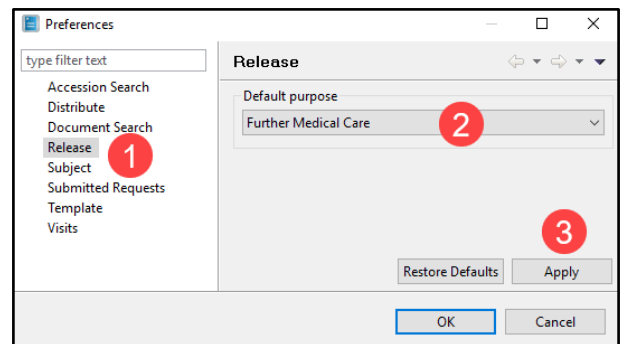 Preferences
type filter text
Accession Search
Distribute
Document Search
Release
Subject
Submitted Requests
Template
Visits
Release
Default purpose
Further Medical Care
1
2
3
Restore Defaults
Apply
OK
Cancel